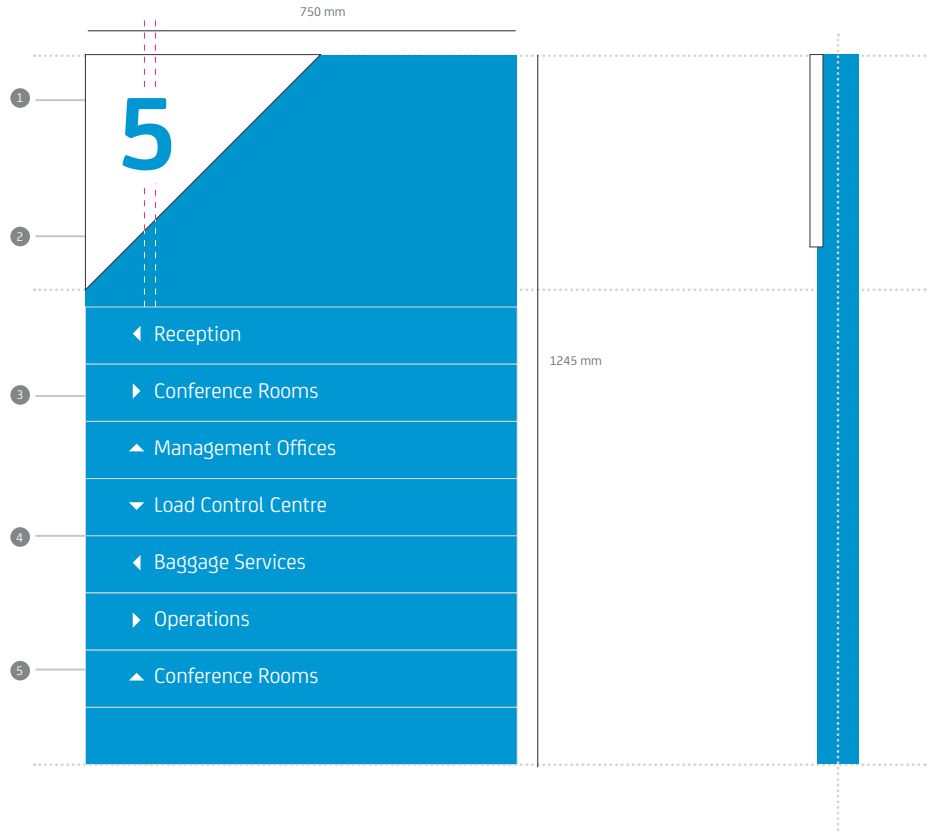 750 mm
1
5
2
Reception
1245 mm
3
Conference Rooms
Management Offices
Load Control Centre
4
Baggage Services
Operations
5
Conference Rooms